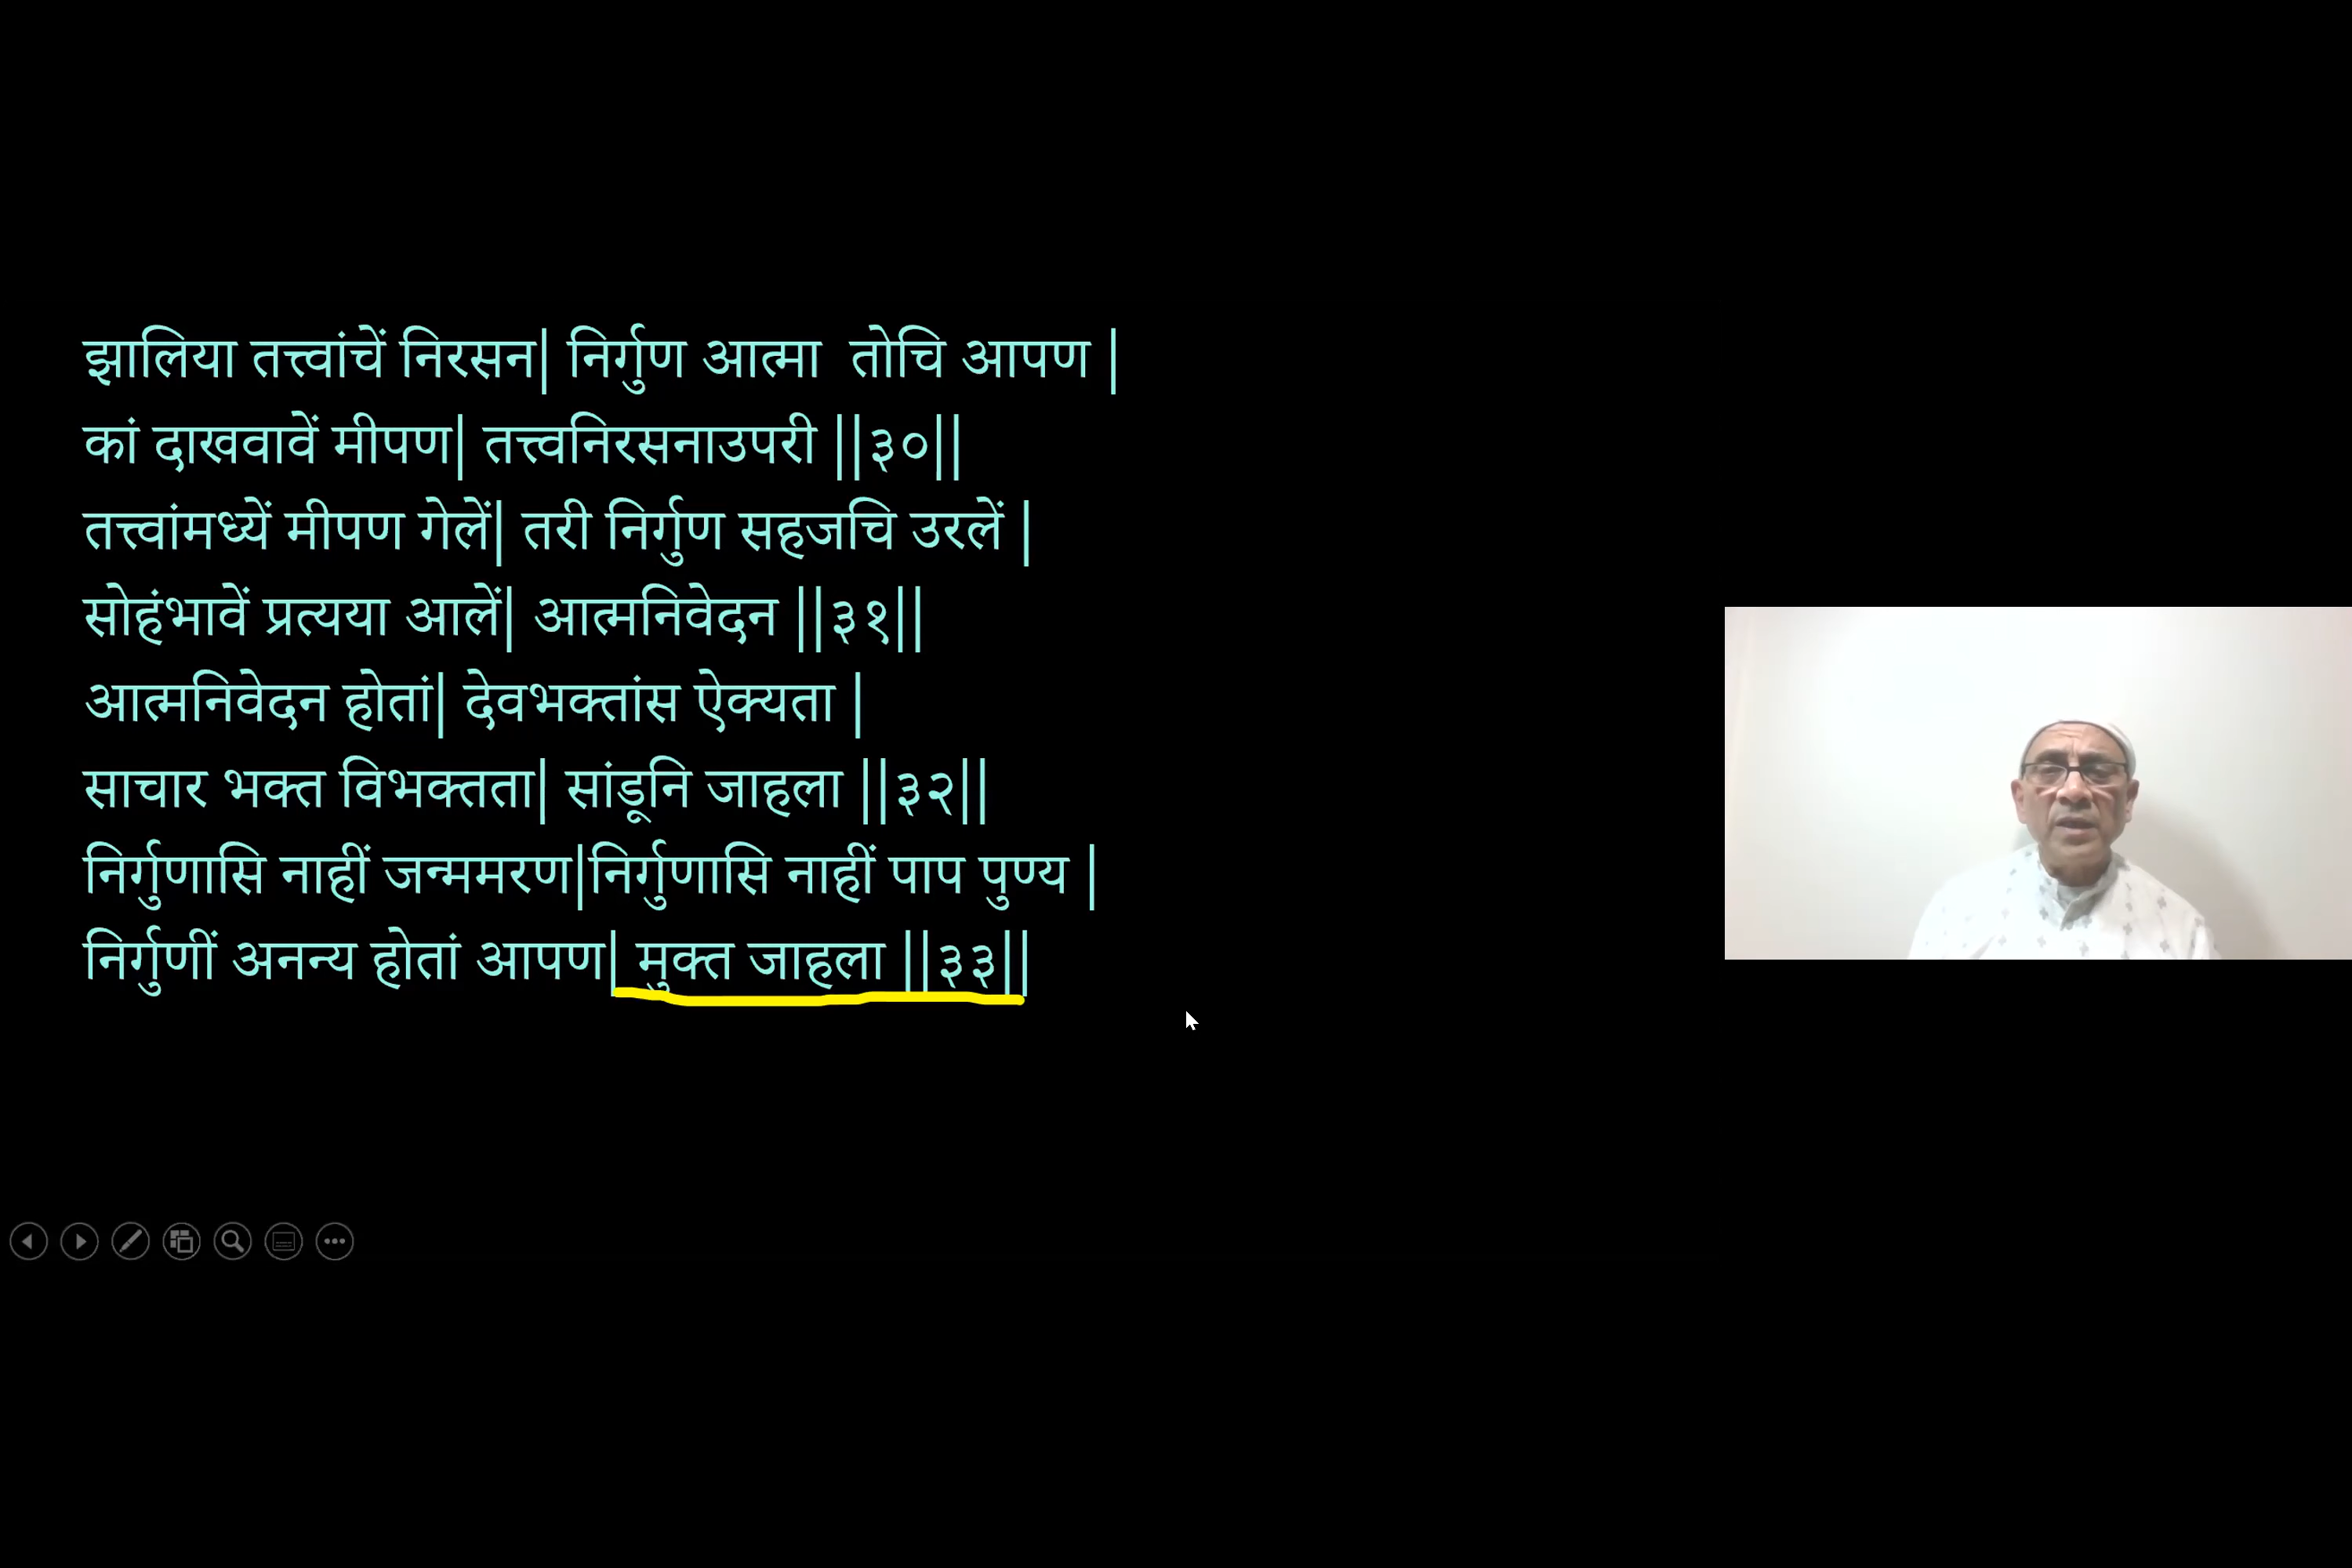 झालिया तत्त्वांचें निरसन| निर्गुण आत्मा  तोचि आपण |
कां दाखवावें मीपण| तत्त्वनिरसनाउपरी ||३०||
तत्त्वांमध्यें मीपण गेलें| तरी निर्गुण सहजचि उरलें |
सोहंभावें प्रत्यया आलें| आत्मनिवेदन ||३१||
आत्मनिवेदन होतां| देवभक्तांस ऐक्यता |
साचार भक्त विभक्तता| सांडूनि जाहला ||३२||
निर्गुणासि नाहीं जन्ममरण|निर्गुणासि नाहीं पाप पुण्य |
निर्गुणीं अनन्य होतां आपण| मुक्त जाहला ||३३||